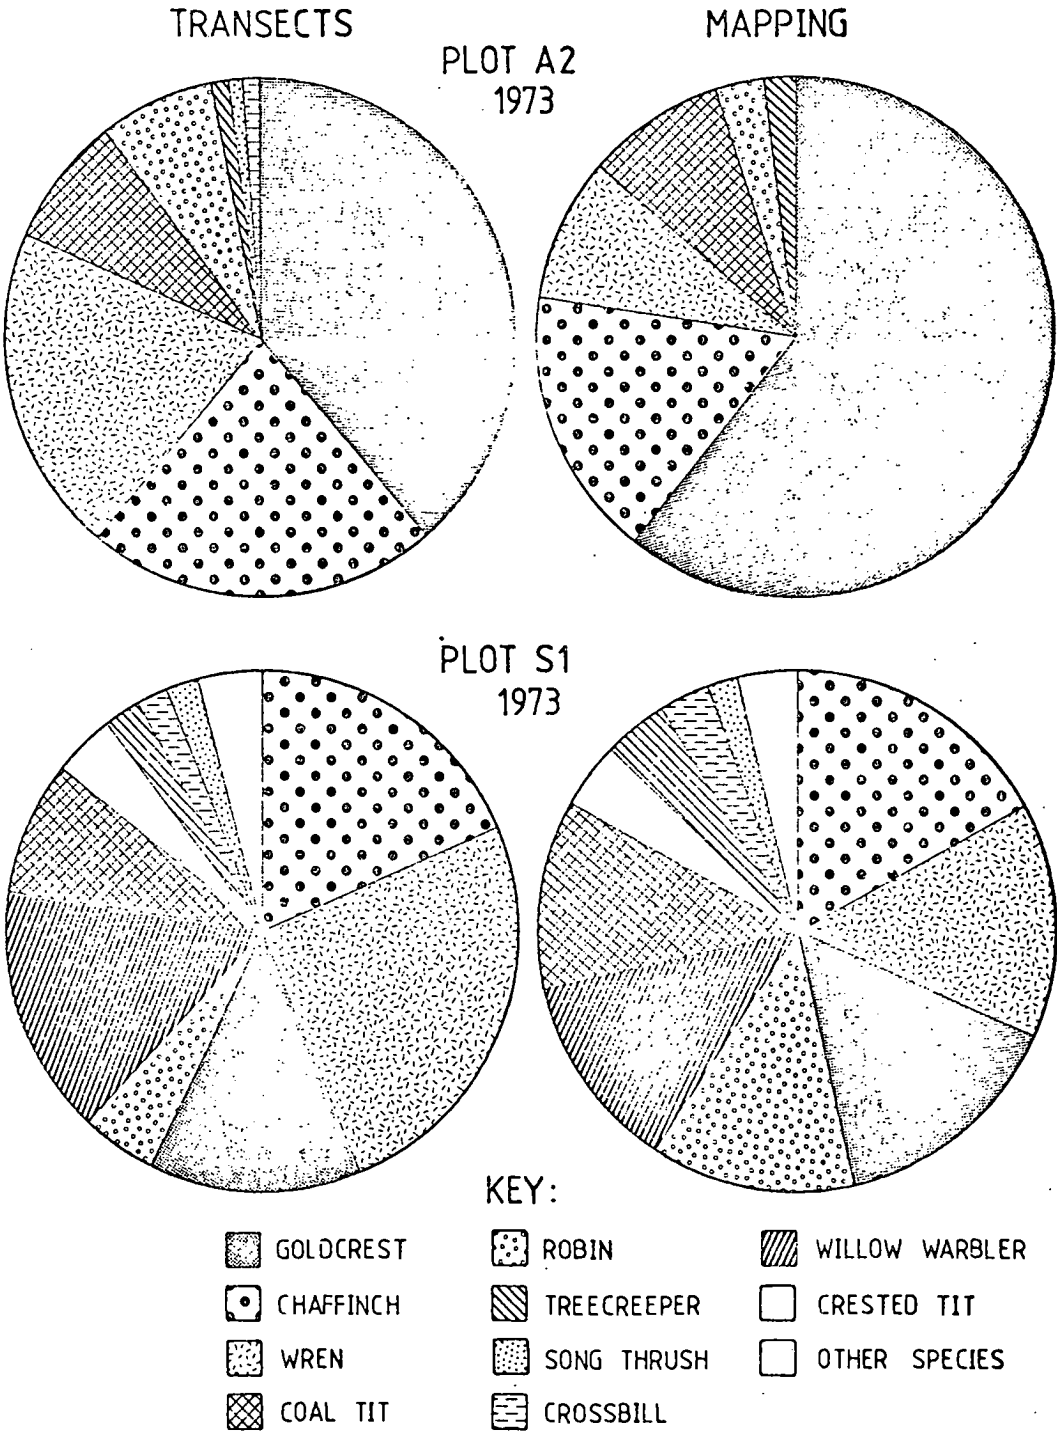 TRANSECTS
MAPPING
PLOT A2
1973
PLOT S1
1973
KEY:
GOLDCREST
ROBIN
WILLOW WARBLER
CHAFFINCH
TREECREEPER
CRESTED TIT
WREN
SONG THRUSH
OTHER SPECIES
COAL TIT
CROSSBILL